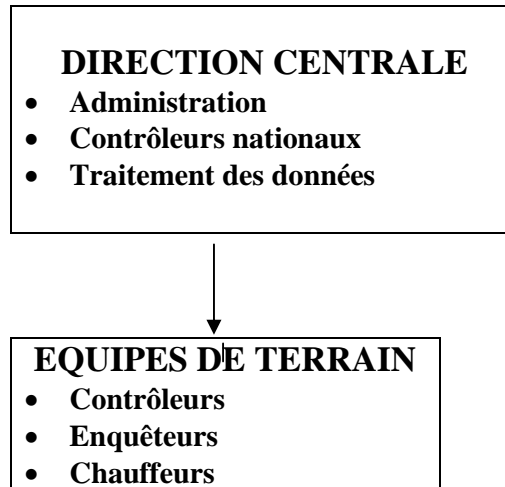 DIRECTION CENTRALE
• Administration
• Contrôleurs nationaux
• Traitement des données
EQUIPES DE TERRAIN
• Contrôleurs
• Enquêteurs
• Chauffeurs